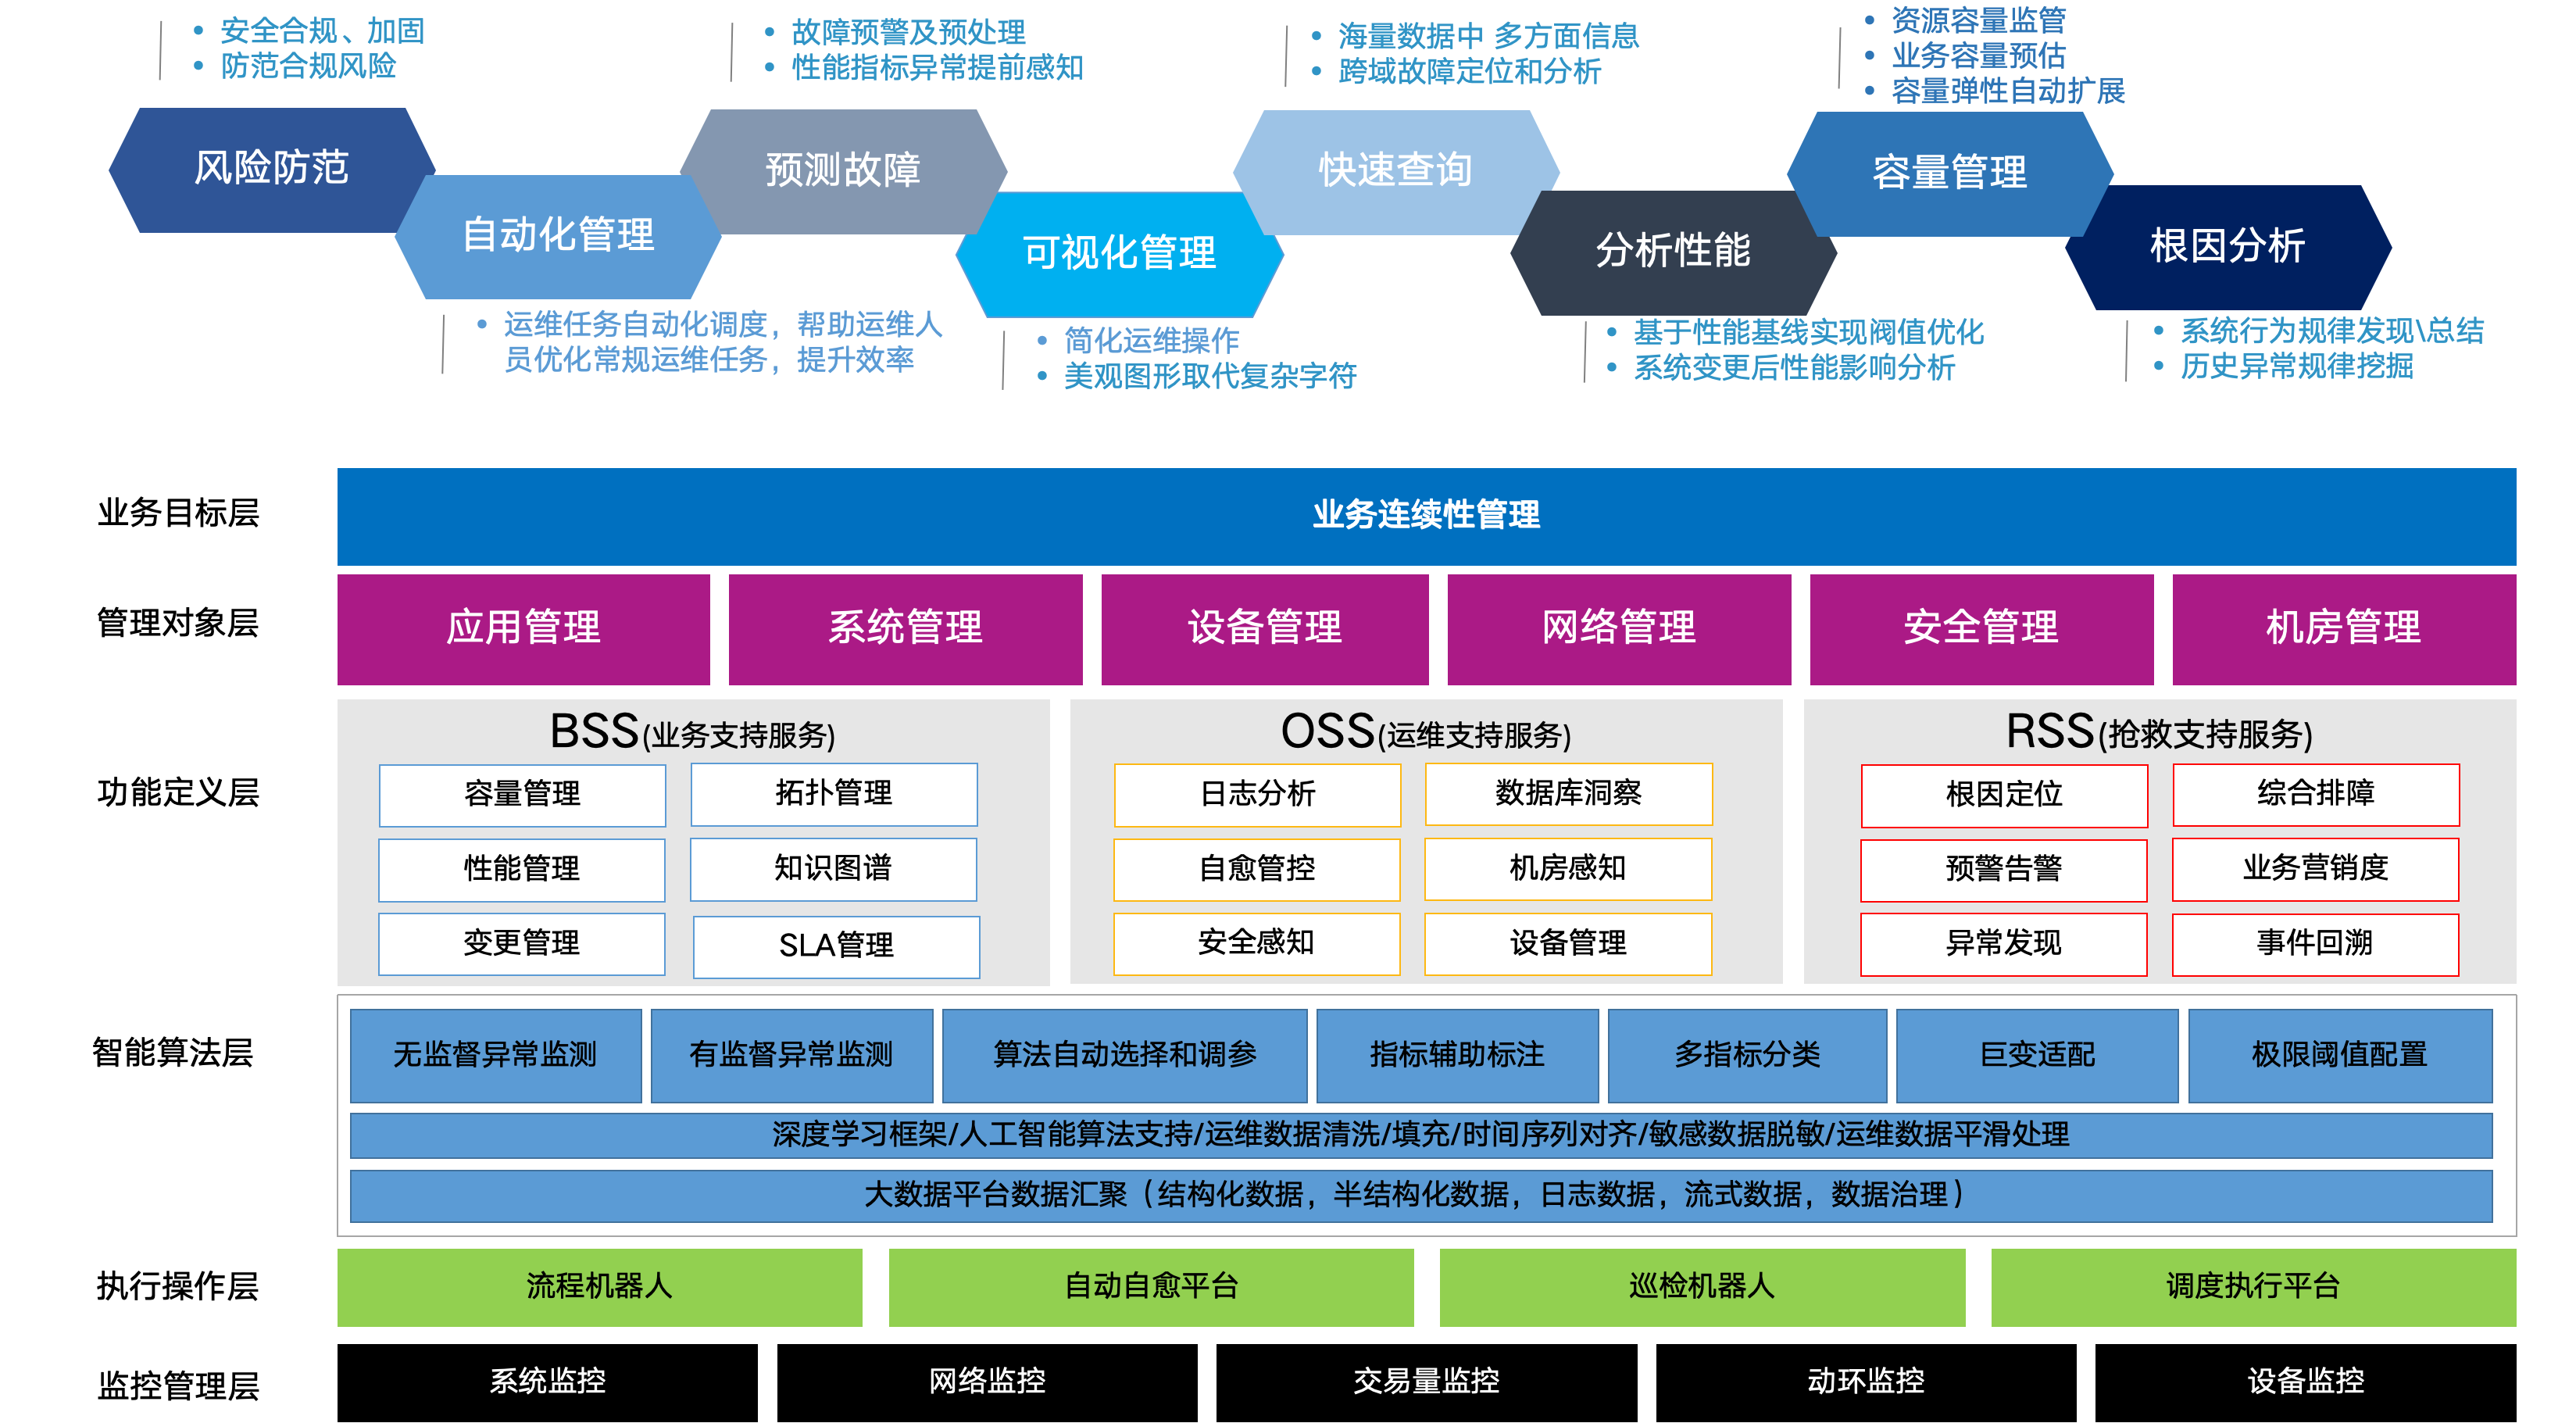 • 安全合规、加固
• 防范合规风险
• 故障预警及预处理
• 性能指标异常提前感知
• 海量数据中 多方面信息
• 跨域故障定位和分析
• 资源容量监管
• 业务容量预估
• 容量弹性自动扩展
风险防范
自动化管理
预测故障
可视化管理
快速查询
分析性能
容量管理
根因分析
• 运维任务自动化调度，帮助运维人
员优化常规运维任务，提升效率
• 简化运维操作
• 美观图形取代复杂字符
• 基于性能基线实现阀值优化
• 系统变更后性能影响分析
• 系统行为规律发现\总结
• 历史异常规律挖掘
业务目标层
业务连续性管理
管理对象层
应用管理
系统管理
设备管理
网络管理
安全管理
机房管理
功能定义层
BSS(业务支持服务)
容量管理
拓扑管理
性能管理
知识图谱
变更管理
SLA管理
OSS(运维支持服务)
日志分析
数据库洞察
自愈管控
机房感知
安全感知
设备管理
RSS(抢救支持服务)
根因定位
综合排障
预警告警
业务营销度
异常发现
事件回溯
智能算法层
无监督异常监测
有监督异常监测
算法自动选择和调参
指标辅助标注
多指标分类
巨变适配
极限阈值配置
深度学习框架/人工智能算法支持/运维数据清洗/填充/时间序列对齐/敏感数据脱敏/运维数据平滑处理
大数据平台数据汇聚（结构化数据，半结构化数据，日志数据，流式数据，数据治理）
执行操作层
流程机器人
自动自愈平台
巡检机器人
调度执行平台
监控管理层
系统监控
网络监控
交易量监控
动环监控
设备监控